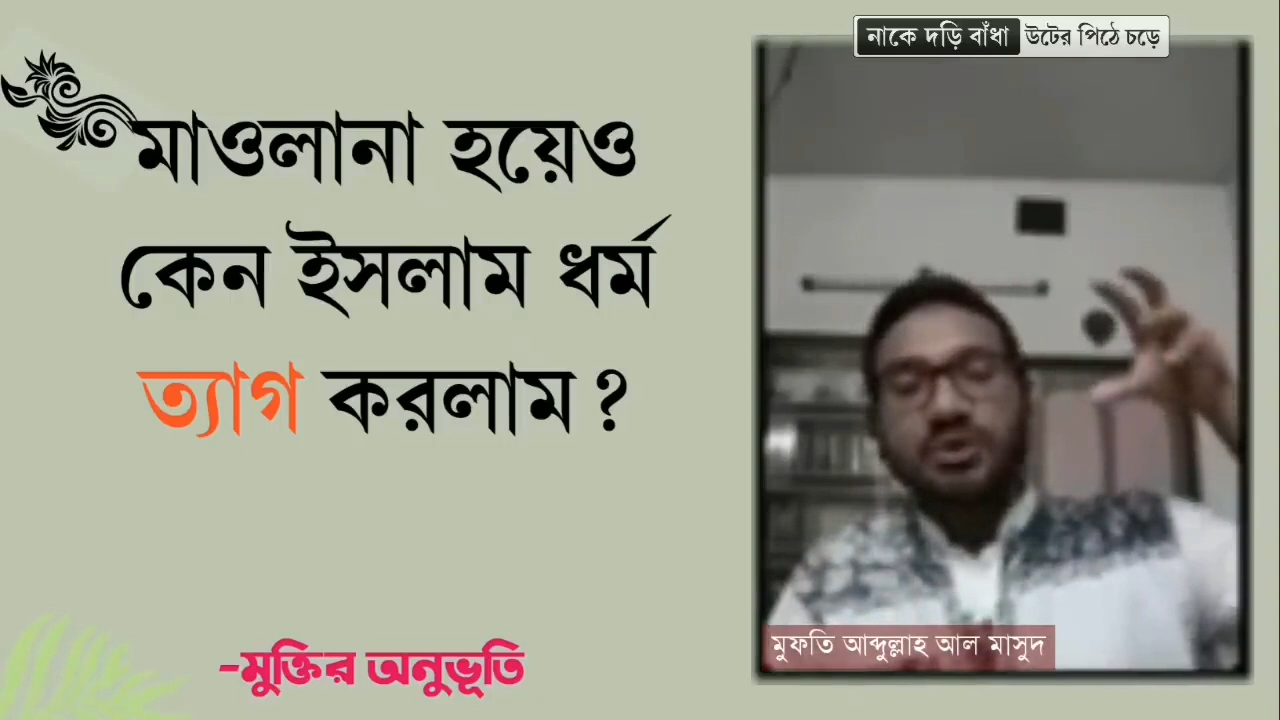 নাকে দড়ি বাঁধা উটের পিঠে চড়ে
মাওলানা হয়েও
কেন ইসলাম ধর্ম
ত্যাগ করলাম ?
-মুক্তির অনুভূতি
মুফতি আব্দুল্লাহ আল মাসুদ